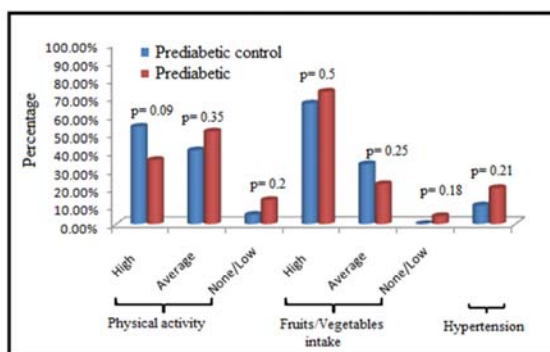 100.00%
90.00%
80.00%
70.00%
60.00%
50.00%
40.00%
30.00%
20.00%
10.00%
0.00%
Percentage
Prediabetic control
Prediabetic
p= 0.09
p= 0.35
p= 0.2
p= 0.5
p= 0.25
p= 0.18
p= 0.21
High
Average
None/Low
High
Average
None/Low
Physical activity
Fruits/Vegetables
intake
Hypertension